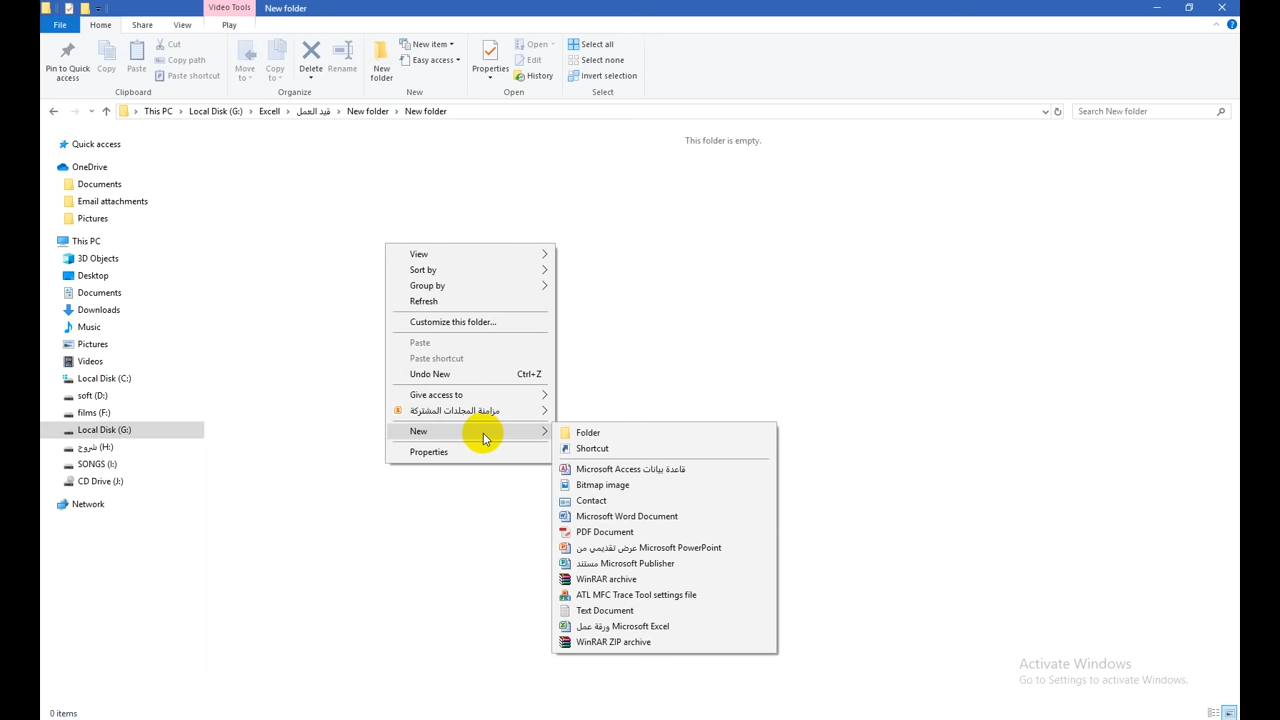 Video Tools
New folder
File
Home
Share
View
Play
Pin to Quick access
Copy
Paste
Cut
Copy path
Paste shortcut
Clipboard
Move to
Copy to
Delete
Rename
Organize
New folder
New item
Easy access
New
Properties
Open
Edit
History
Open
Select all
Select none
Invert selection
Select
This PC > Local Disk (G:) > Excell > قيد العمل > New folder > New folder
Search New folder
This folder is empty.
Quick access
OneDrive
Documents
Email attachments
Pictures
This PC
3D Objects
Desktop
Documents
Downloads
Music
Pictures
Videos
Local Disk (C:)
soft (D:)
films (F:)
Local Disk (G:)
شروح (H:)
SONGS (I:)
CD Drive (J:)
Network
View
Sort by
Group by
Refresh
Customize this folder...
Paste
Paste shortcut
Undo New Ctrl+Z
Give access to
مزامنة المجلدات المشتركة
New
Properties
Folder
Shortcut
Microsoft Access قاعدة بيانات
Bitmap image
Contact
Microsoft Word Document
PDF Document
عرض تقديمي من Microsoft PowerPoint
مستند Microsoft Publisher
WinRAR archive
ATL MFC Trace Tool settings file
Text Document
ورقة عمل Microsoft Excel
WinRAR ZIP archive
Activate Windows
Go to Settings to activate Windows.
0 items